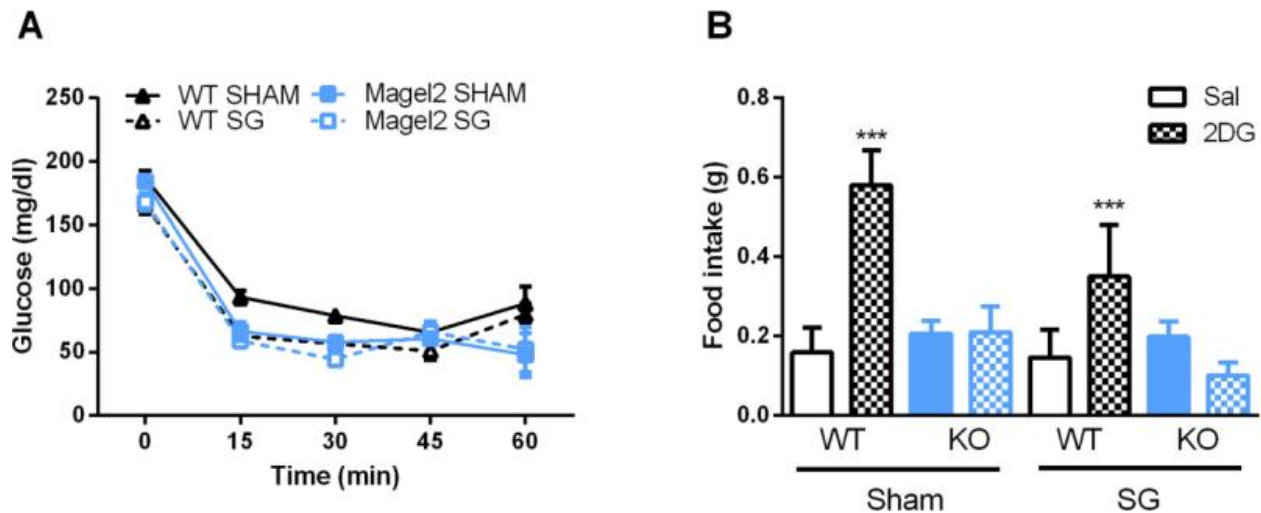 A
WT SHAM Magel2 SHAM
WT SG Magel2 SG
250
200
150
100
50
0
Glucose (mg/dl)
0 15 30 45 60
Time (min)
B
Sal
2DG
0.8
0.6
0.4
0.2
0.0
Food intake (g)
*** ***
WT KO WT KO
Sham SG